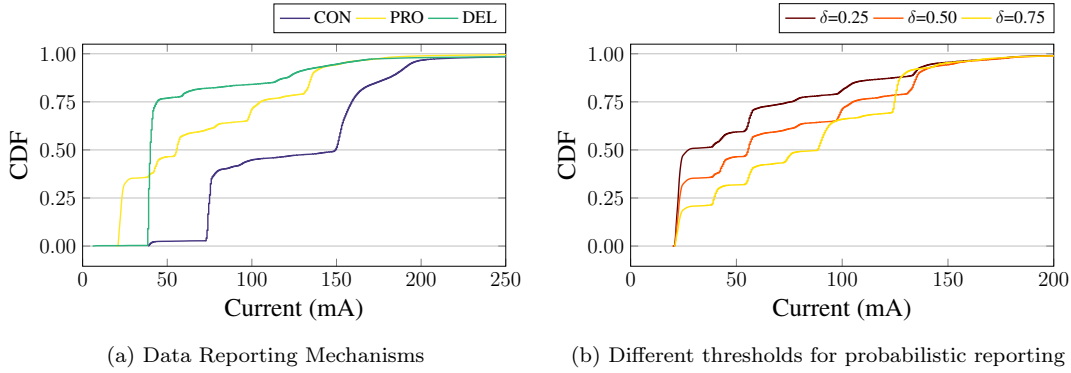 CON PRO DEL
CDF
1.00
0.75
0.50
0.25
0.00
0 50 100 150 200 250
Current (mA)
(a) Data Reporting Mechanisms
δ=0.25 δ=0.50 δ=0.75
CDF
1.00
0.75
0.50
0.25
0.00
0 50 100 150 200
Current (mA)
(b) Different thresholds for probabilistic reporting